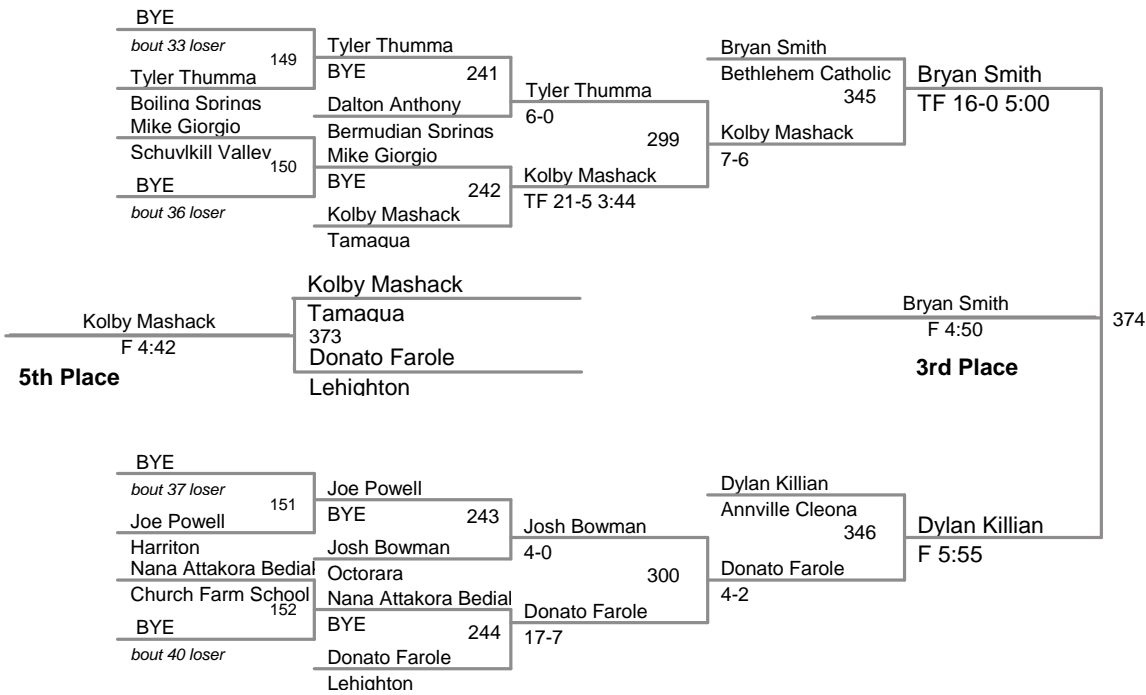 BYE
bout 33 loser
149
Tyler Thumma
Boiling Springs
Mike Giorgio
Schuylkill Valley
150
BYE
bout 36 loser
Tyler Thumma
BYE
241
Dalton Anthony
Bermudian Springs
Mike Giorgio
BYE
242
Kolby Mashack
Tamaqua
Tyler Thumma
6-0
299
Kolby Mashack
TF 21-5 3:44
Bryan Smith
Bethlehem Catholic
345
Kolby Mashack
7-6
Bryan Smith
TF 16-0 5:00
Kolby Mashack
F 4:42
5th Place
Kolby Mashack
Tamaqua
373
Donato Farole
Lehighton
Bryan Smith
F 4:50
3rd Place
374
BYE
bout 37 loser
151
Joe Powell
Harriton
Nana Attakora Bedial
Church Farm School
152
BYE
bout 40 loser
Joe Powell
BYE
243
Josh Bowman
Octorara
Nana Attakora Bedial
BYE
244
Donato Farole
Lehighton
Josh Bowman
4-0
300
Donato Farole
17-7
Dylan Killian
Annville Cleona
346
Donato Farole
4-2
Dylan Killian
F 5:55